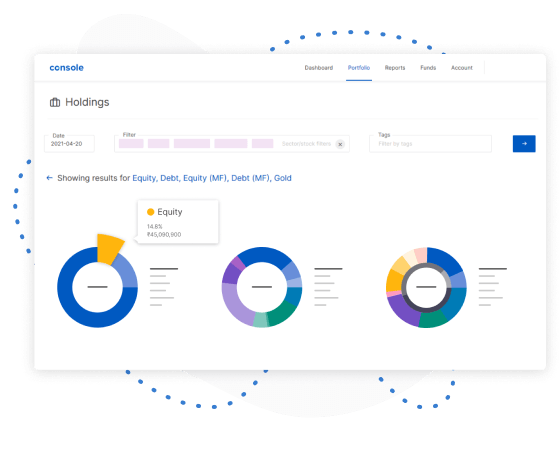 console
Dashboard Portfolio Reports Funds Account
Holdings
Date
2021-04-20
Filter
Sector/stock filters
Tags
Filter by tags
← Showing results for Equity, Debt, Equity (MF), Debt (MF), Gold
Equity
14.8%
₹45,090,900